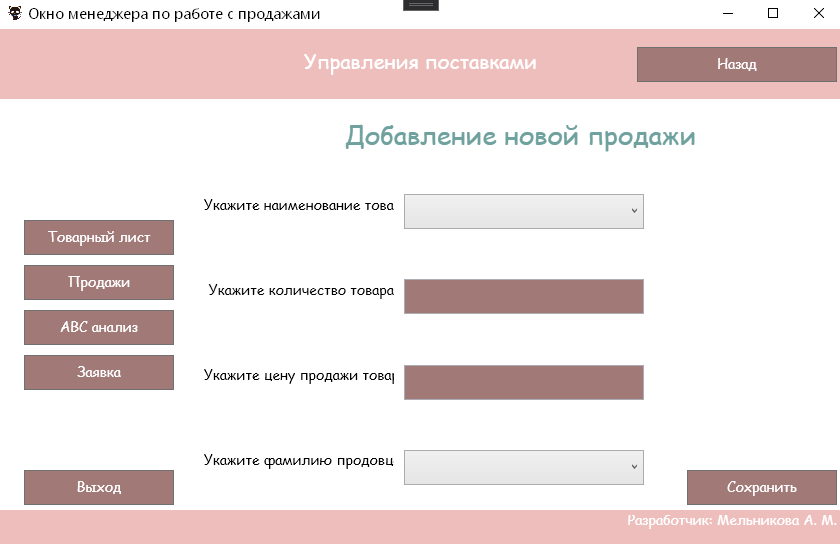 Окно менеджера по работе с продажами
Управления поставками
Назад
Добавление новой продажи
Укажите наименование това
Товарный лист
Продажи
Укажите количество товара
ABC анализ
Заявка
Укажите цену продажи товар
Укажите фамилию продовц
Выход
Сохранить
Разработчик: Мельникова А. М.